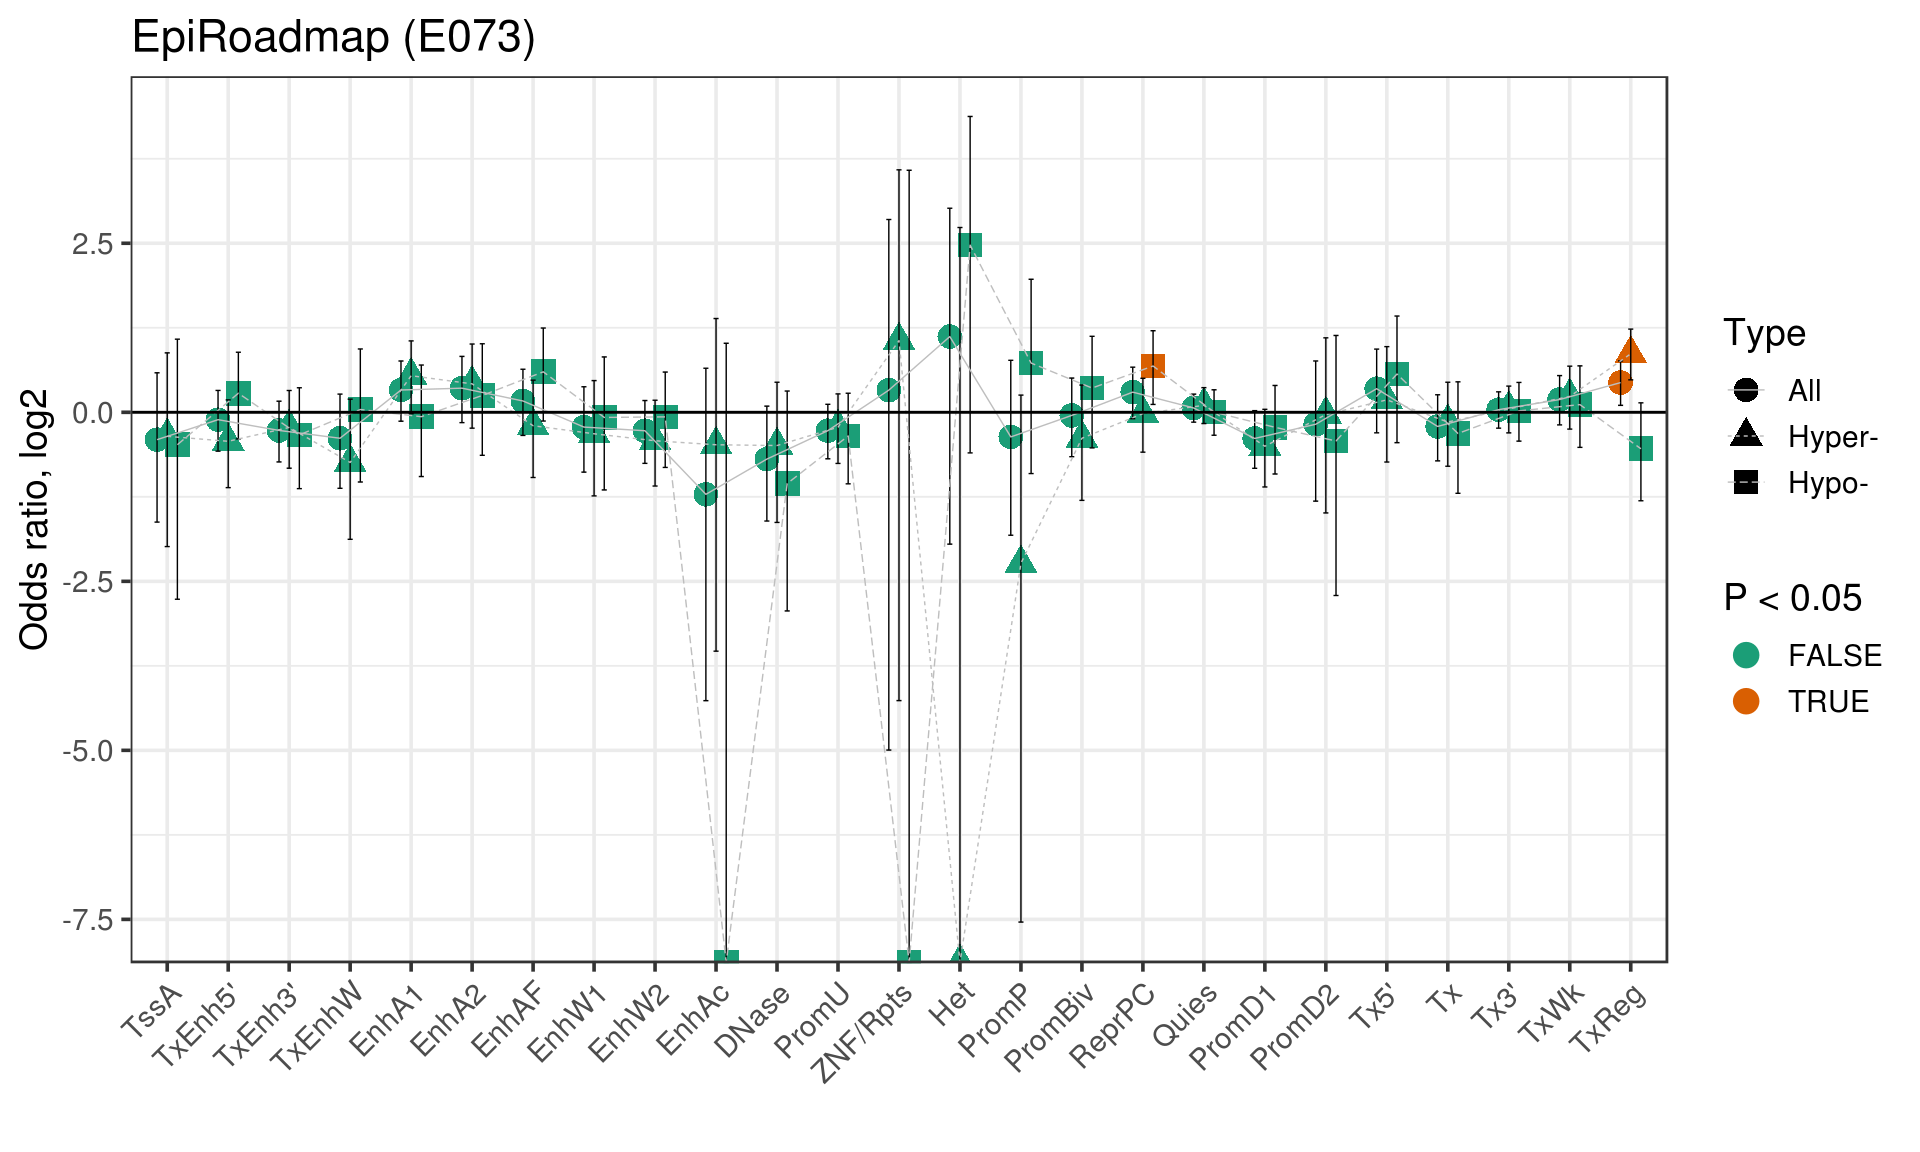 EpiRoadmap (E073)
Odds ratio, log2
2.5
0.0
-2.5
-5.0
-7.5
TssA
TxEnh5'
TxEnh3'
TxEnhW
EnhA1
EnhA2
EnhAF
EnhW1
EnhW2
EnhAc
DNase
PromU
ZNF/Rpts
Het
PromP
PromBiv
ReprPC
Quies
PromD1
PromD2
Tx5'
Tx
Tx3'
TxWk
TxReg
Type
All
Hyper-
Hypo-
P < 0.05
FALSE
TRUE